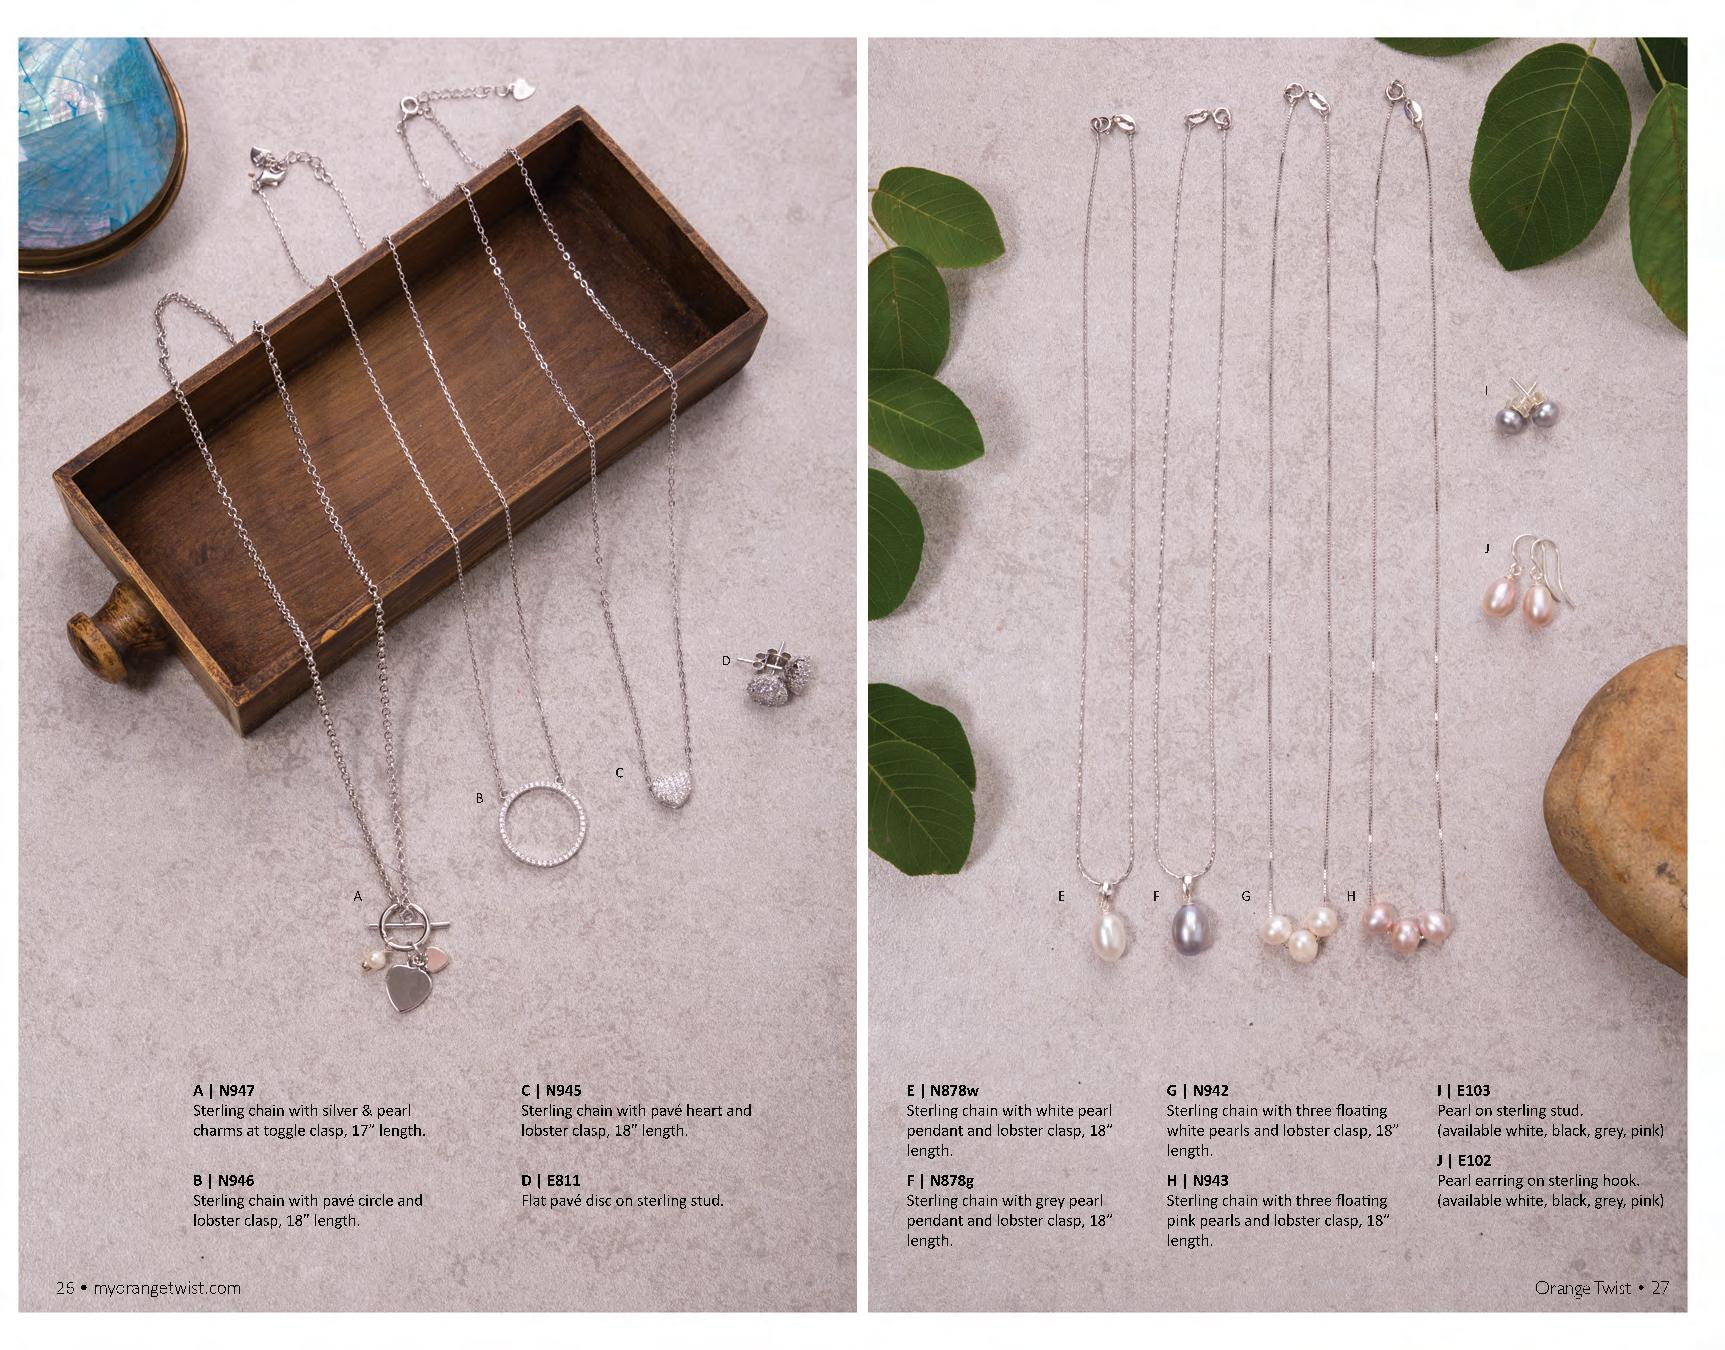 D
C
B
A
A | N947
Sterling chain with silver & pearl
charms at toggle clasp, 17” length.
B | N946
Sterling chain with pavé circle and
lobster clasp, 18” length.
C | N945
Sterling chain with pavé heart and
lobster clasp, 18” length.
D | E811
Flat pavé disc on sterling stud.
26 • myorangetwist.com
I
J
E
F
G
H
E | N878w
Sterling chain with white pearl
pendant and lobster clasp, 18”
length.
F | N878g
Sterling chain with grey pearl
pendant and lobster clasp, 18”
length.
G | N942
Sterling chain with three floating
white pearls and lobster clasp, 18”
length.
H | N943
Sterling chain with three floating
pink pearls and lobster clasp, 18”
length.
I | E103
Pearl on sterling stud.
(available white, black, grey, pink)
J | E102
Pearl earring on sterling hook.
(available white, black, grey, pink)
Orange Twist • 27